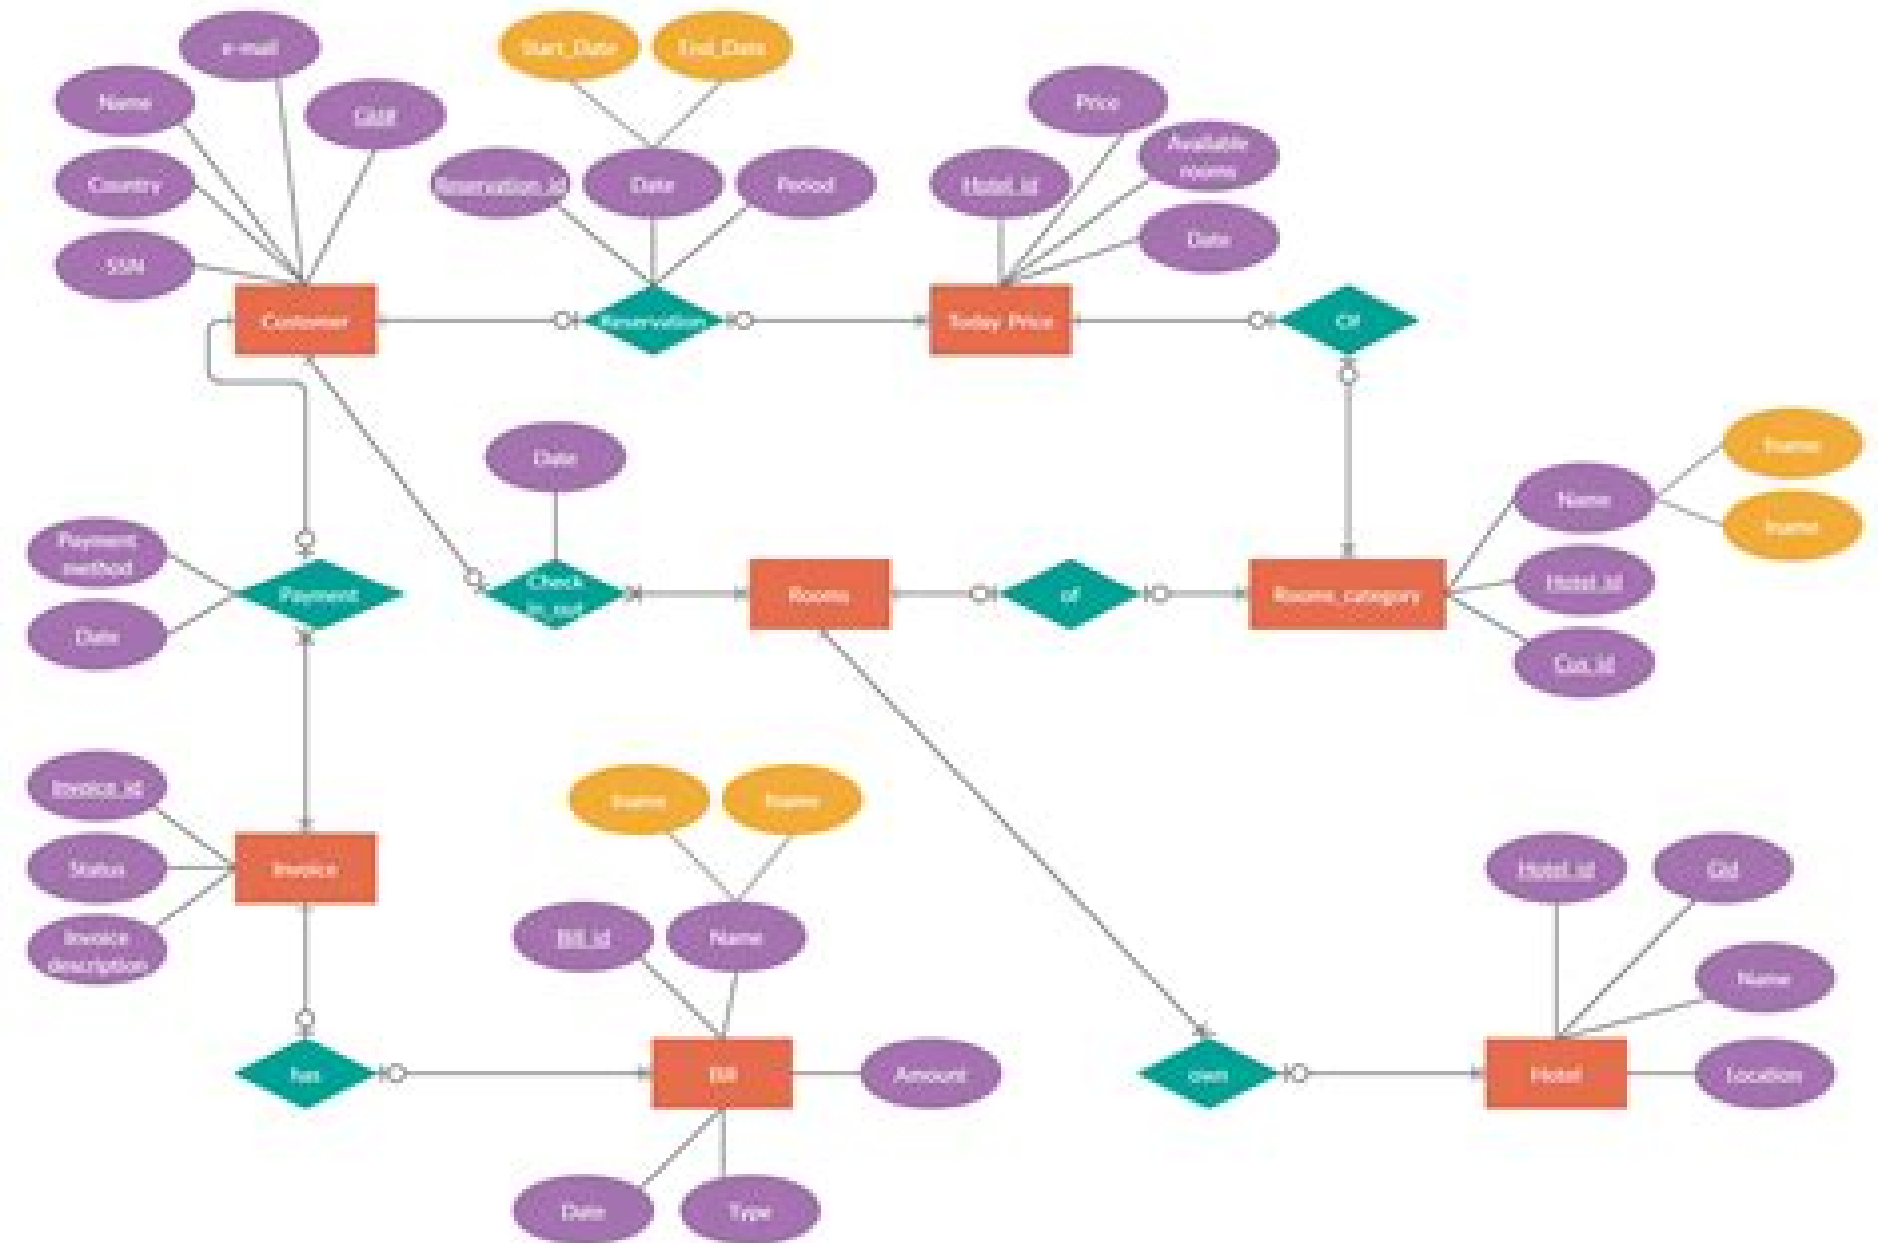 e-mail
Start_Date
End_Date
Name
Price
Available
rooms
Country
Reservation_id
Date
Period
Hotel_id
Date
SSN
Customer
Reservation
Today Price
Of
Date
Name
fname
lname
Payment
method
Payment
Check
in_out
Rooms
of
Rooms_category
Hotel_id
Date
Cus_id
Invoice_id
Status
Invoice
Invoice
description
Bill_id
Name
Hotel_id
Name
has
Bill
Amount
own
Hotel
Location
Date
Type